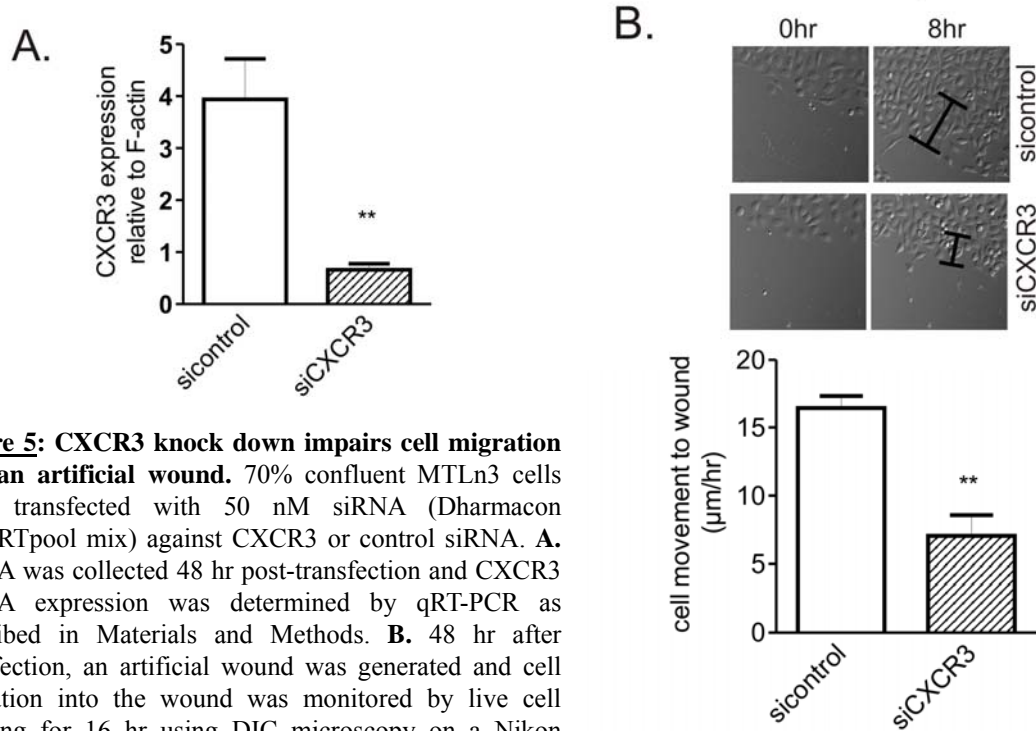 A.
CXCR3 expression
relative to F-actin
5
4
3
2
1
0
**
sicontrol
siCXCR3
re 5: CXCR3 knock down impairs cell migration
an artificial wound. 70% confluent MTLn3 cells
transfected with 50 nM siRNA (Dharmacon
RTpool mix) against CXCR3 or control siRNA. A.
A was collected 48 hr post-transfection and CXCR3
A expression was determined by qRT-PCR as
ibed in Materials and Methods. B. 48 hr after
fection, an artificial wound was generated and cell
ation into the wound was monitored by live cell
ng for 16 hr using DIC microscopy on a Nikon
B.
0hr
8hr
sicontrol
siCXCR3
cell movement to wound
(µm/hr)
20
15
10
5
0
**
sicontrol
siCXCR3